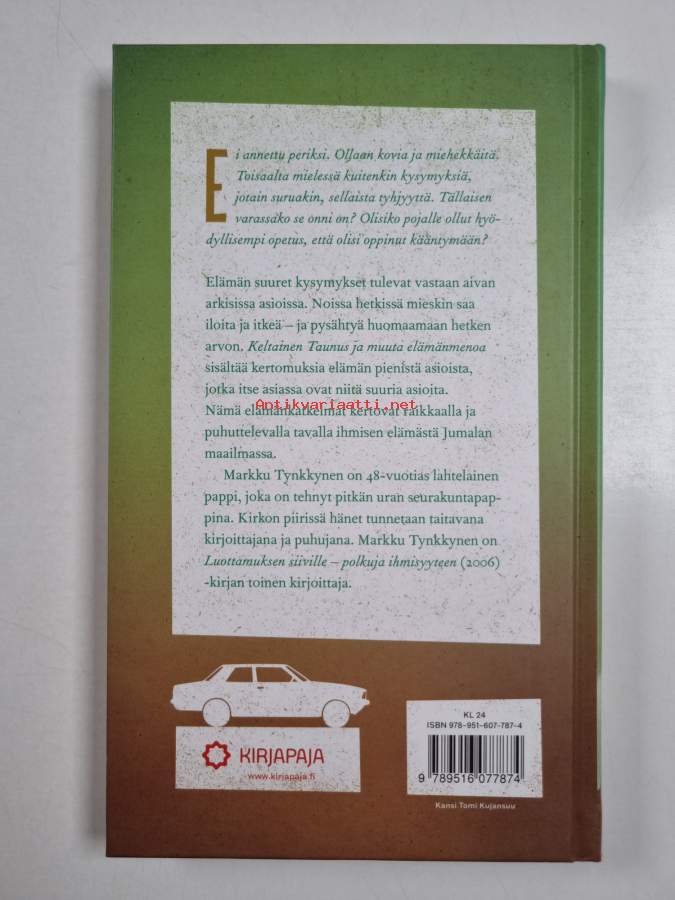 Ei annettu periksi. Ollaan kovia ja miehekkäitä.
Toisaalta mielessä kuitenkin kysymyksiä,
jotain suruakin, sellaista tyhjyyttä. Tällaisen
varassako se onni on? Olisiko pojalle ollut hyö-
dyllisempi opetus, että olisi oppinut kääntymään?
Elämän suuret kysymykset tulevat vastaan aivan
arkisissa asioissa. Noissa hetkissä mieskin saa
iloita ja itkeä – ja pysähtyä huomaamaan hetken
arvon. Keltainen Taunus ja muuta elämänmenoa
sisältää kertomuksia elämän pienistä asioista,
jotka itse asiassa ovat niitä suuria asioita.
Antikvariaatti.net
Nämä elämänkatkelmat kertovat raikkaalla ja
puhuttelevalla tavalla ihmisen elämästä Jumalan
maailmassa.
Markku Tynkkynen on 48-vuotias lahtelainen
pappi, joka on tehnyt pitkän uran seurakuntapap-
pina. Kirkon piirissä hänet tunnetaan taitavana
kirjoittajana ja puhujana. Markku Tynkkynen on
Luottamuksen siiville – polkuja ihmisyyteen (2006)
-kirjan toinen kirjoittaja.
KIRJAPAJA
www.kirjapaja.fi
KL 24
ISBN 978-951-607-787-4
9 789516 077874
Kansi Tomi Kujansuu